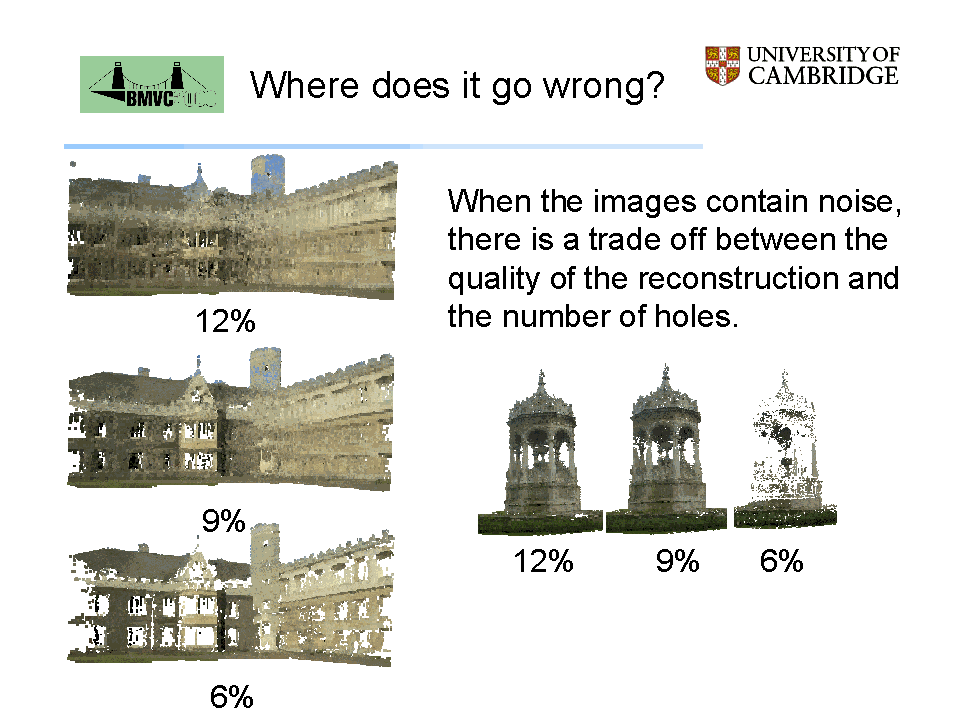 BMVC
Where does it go wrong?
UNIVERSITY OF
CAMBRIDGE
When the images contain noise,
there is a trade off between the
quality of the reconstruction and
the number of holes.
12%
9%
6%
12% 9% 6%